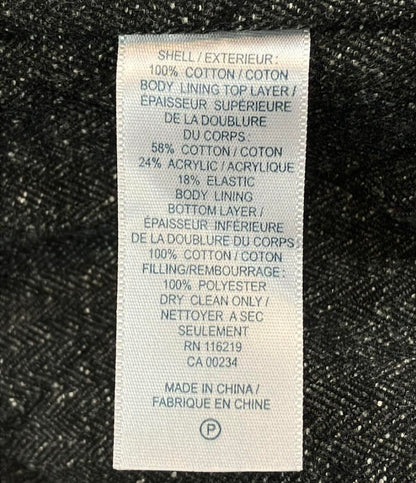 SHELL / EXTERIEUR :
100% COTTON / COTON
BODY LINING TOP LAYER /
ÉPAISSEUR SUPÉRIEURE
DE LA DOUBLURE
DU CORPS :
58% COTTON / COTON
24% ACRYLIC / ACRYLIQUE
18% ELASTIC
BODY LINING
BOTTOM LAYER /
ÉPAISSEUR INFÉRIEURE
DE LA DOUBLURE DU CORPS :
100% COTTON / COTON
FILLING/REMBOURRAGE :
100% POLYESTER
DRY CLEAN ONLY /
NETTOYER A SEC
SEULEMENT
RN 116219
CA 00234
MADE IN CHINA /
FABRIQUE EN CHINE
P